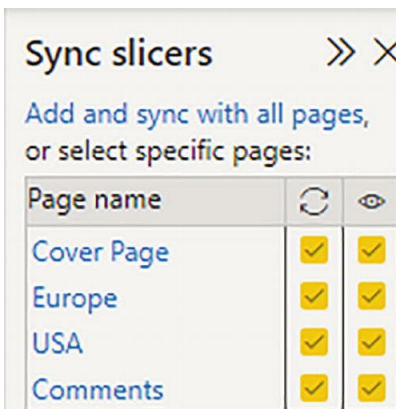 Sync slicers
Add and sync with all pages,
or select specific pages:
Page name
Cover Page
Europe
USA
Comments